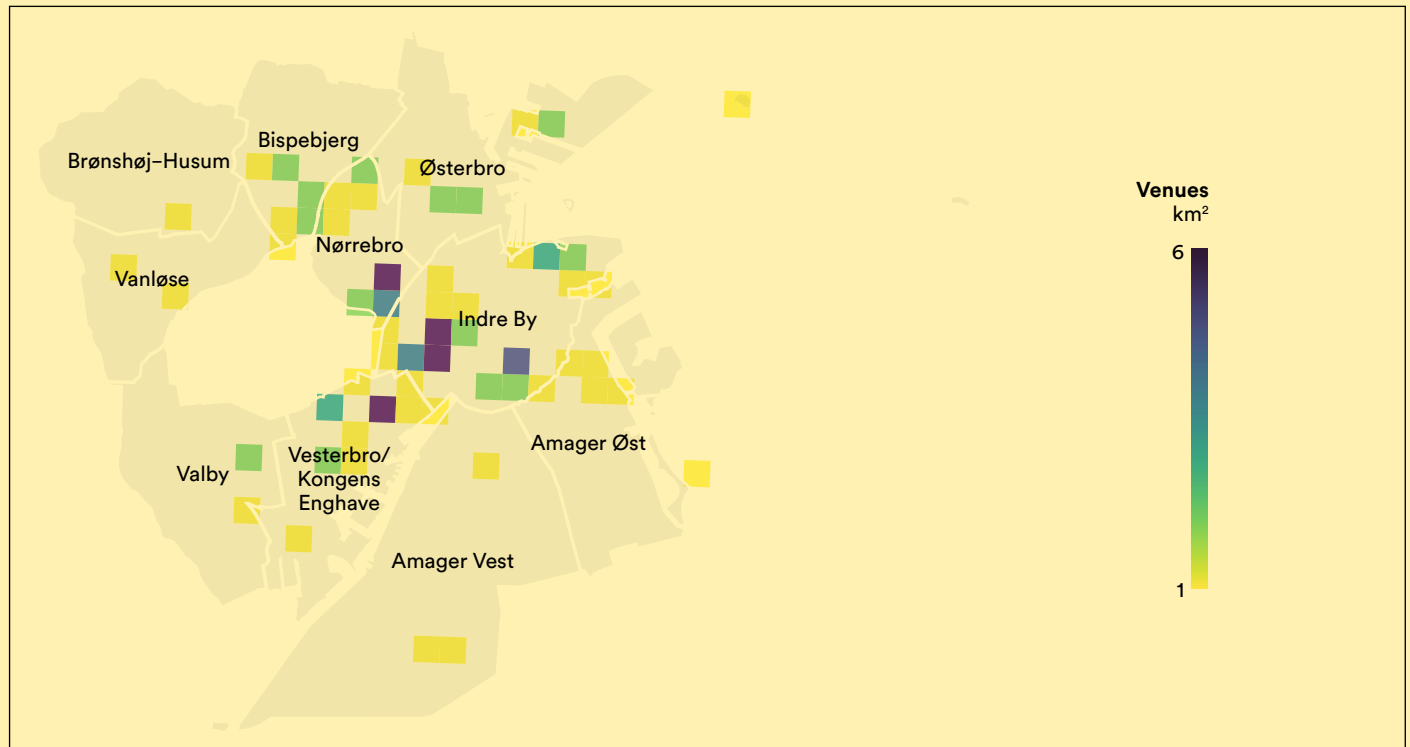 Bispebjerg
Brønshøj–Husum
Østerbro
Nørrebro
Vanløse
Indre By
Amager Øst
Valby
Vesterbro/
Kongens
Enghave
Amager Vest
Venues
km²
6
1